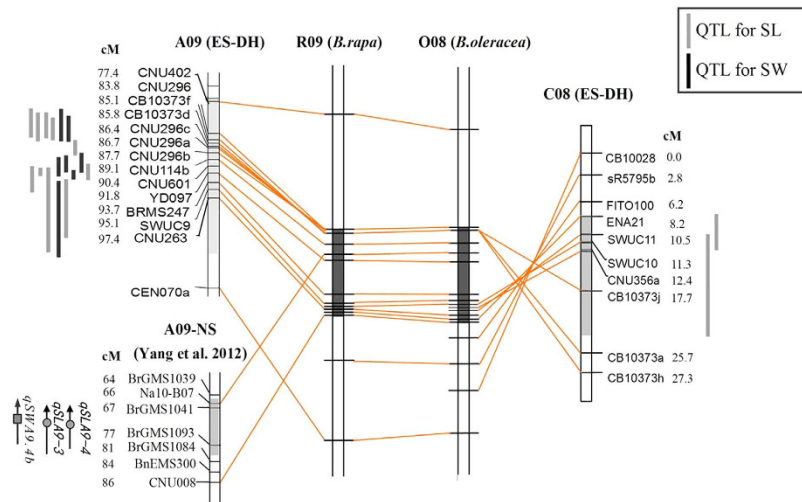 A09 (ES-DH)
R09 (B.rapa)
O08 (B.oleracea)
QTL for SL
QTL for SW
cM
77.4 CNU402
83.8 CNU296
85.1 CB10373f
85.8 CB10373d
86.4 CNU296c
86.7 CNU296a
87.7 CNU296b
89.1 CNU114b
90.4 CNU601
91.8 YD097
93.7 BRMS247
95.1 SWUC9
97.4 CNU263
CEN070a
C08 (ES-DH)
cM
CB10028 0.0
sR5795b 2.8
FITO100 6.2
ENA21 8.2
SWUC11 10.5
SWUC10 11.3
CNU356a 12.4
CB10373j 17.7
CB10373a 25.7
CB10373h 27.3
A09-NS
(Yang et al. 2012)
cM
64 BrGMS1039
66 Na10-B07
67 BrGMS1041
77 BrGMS1093
81 BrGMS1084
84 BnEMS300
86 CNU008
qSWA9.4b
qSLA9-3
qSLA9-4